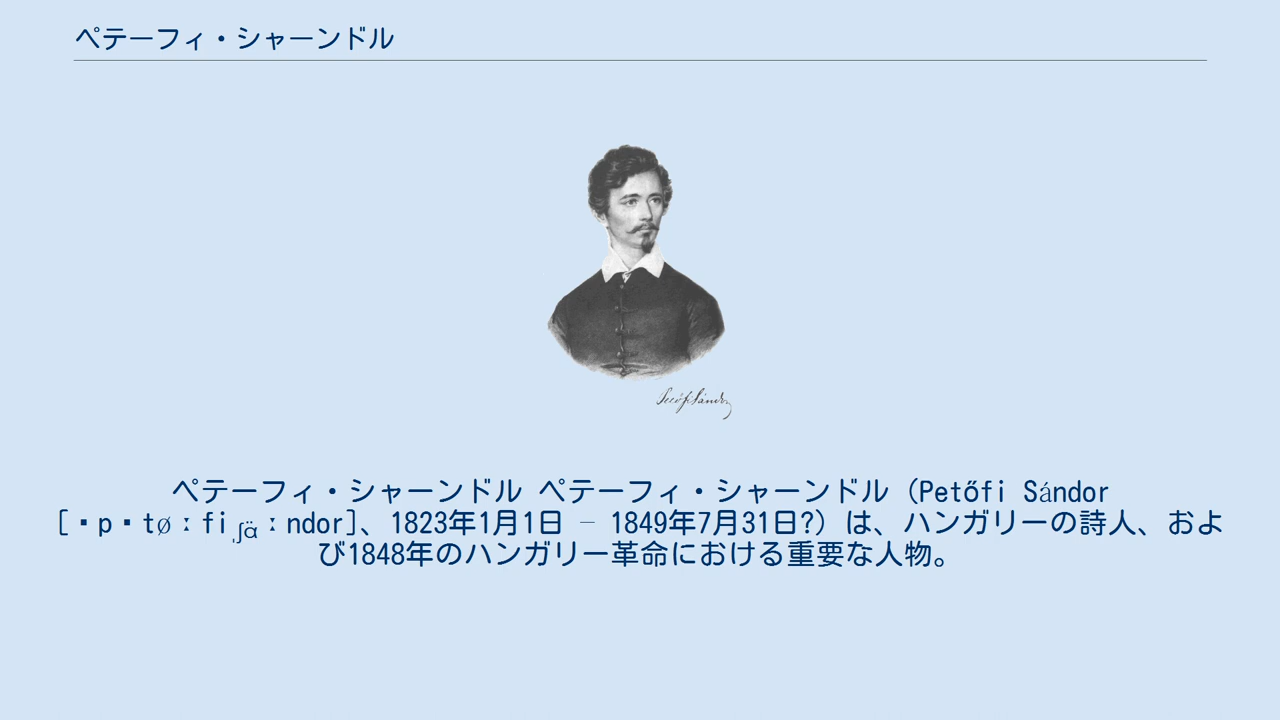 ペテーフィ・シャーンドル
Petőfi Sándor
ペテーフィ・シャーンドル ペテーフィ・シャーンドル（Petőfi Sándor
[▪p▪tøːfiˌʃɑ̈ːndor]、1823年1月1日 – 1849年7月31日?）は、ハンガリーの詩人、およ
び1848年のハンガリー革命における重要な人物。